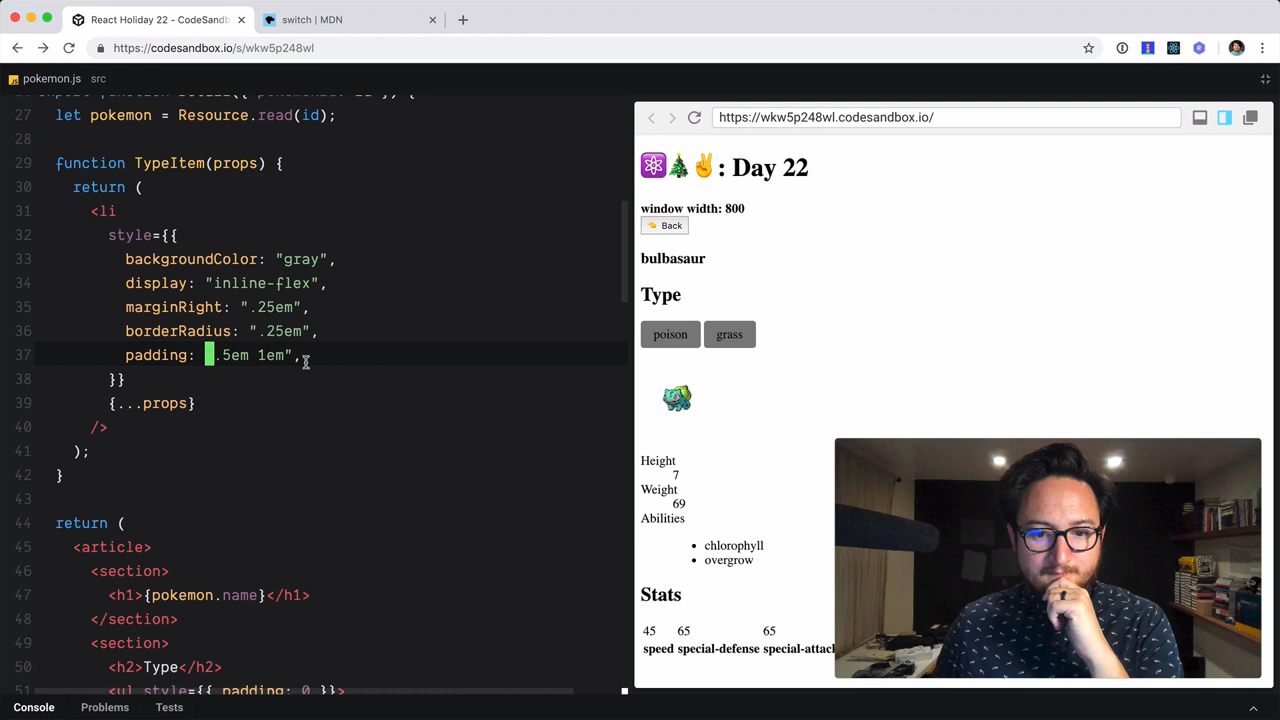 React Holiday 22 - CodeSandb
switch | MDN
https://codesandbox.io/s/wkw5p248wl
pokemon.js src
27 let pokemon = Resource.read(id);
28
29 function TypeItem(props) {
30 return (
31 <li
32 style={{
33 backgroundColor: "gray",
34 display: "inline-flex",
35 marginRight: ".25em",
36 borderRadius: ".25em",
37 padding: ".5em 1em",
38 }}
39 {...props}
40 />
41 );
42 }
43
44 return (
45 <article>
46 <section>
47 <h1>{pokemon.name}</h1>
48 </section>
49 <section>
50 <h2>Type</h2>
51 <ul style={{ padding: 0 }}>
Console Problems Tests
https://wkw5p248wl.codesandbox.io/
⚛️🎄✌️: Day 22
window width: 800
👈 Back
bulbasaur
Type
poison grass
Height
7
Weight
69
Abilities
• chlorophyll
• overgrow
Stats
45 65 65
speed special-defense special-attack